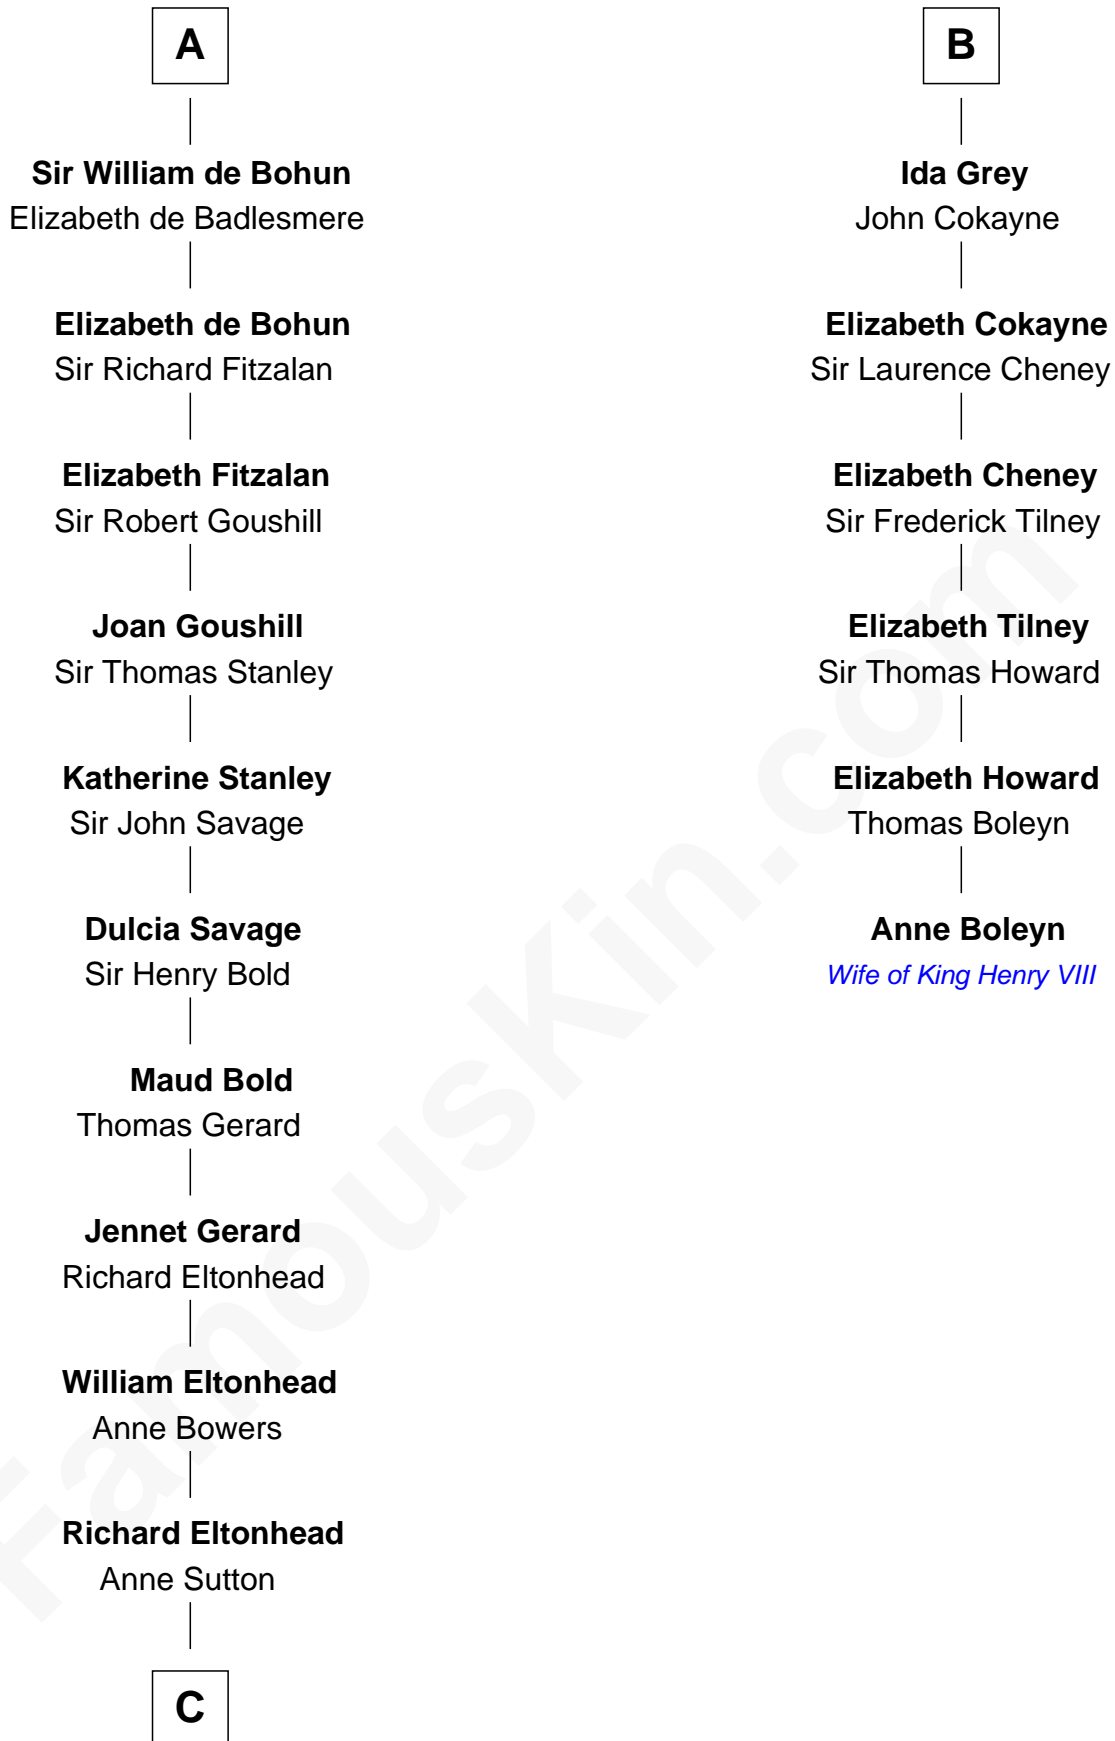 A
Sir William de Bohun
Elizabeth de Badlesmere
Elizabeth de Bohun
Sir Richard Fitzalan
Elizabeth Fitzalan
Sir Robert Goushill
Joan Goushill
Sir Thomas Stanley
Katherine Stanley
Sir John Savage
Dulcia Savage
Sir Henry Bold
Maud Bold
Thomas Gerard
Jennet Gerard
Richard Eltonhead
William Eltonhead
Anne Bowers
Richard Eltonhead
Anne Sutton
C
B
Ida Grey
John Cokayne
Elizabeth Cokayne
Sir Laurence Cheney
Elizabeth Cheney
Sir Frederick Tilney
Elizabeth Tilney
Sir Thomas Howard
Elizabeth Howard
Thomas Boleyn
Anne Boleyn
Wife of King Henry VIII
FamousKin.com